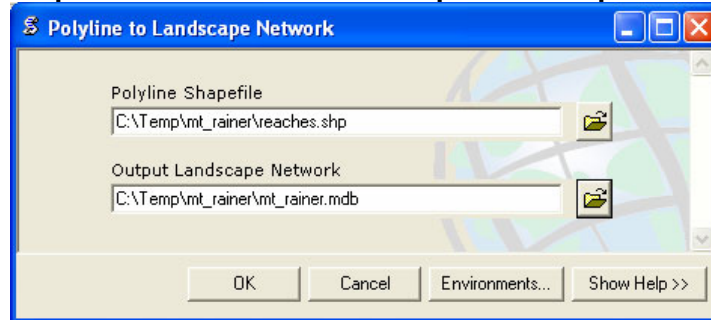 Polyline to Landscape Network
Polyline Shapefile
C:\Temp\mt_rainer\reaches.shp
Output Landscape Network
C:\Temp\mt_rainer\mt_rainer.mdb
OK Cancel Environments... Show Help >>